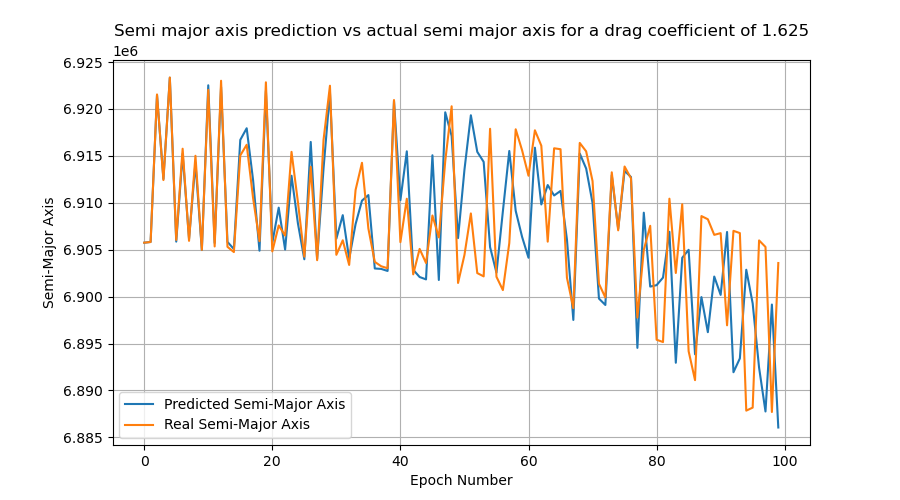 Semi major axis prediction vs actual semi major axis for a drag coefficient of 1.625
1e6
6.925
6.920
6.915
6.910
6.905
6.900
6.895
6.890
6.885
Semi-Major Axis
Predicted Semi-Major Axis
Real Semi-Major Axis
0 20 40 60 80 100
Epoch Number